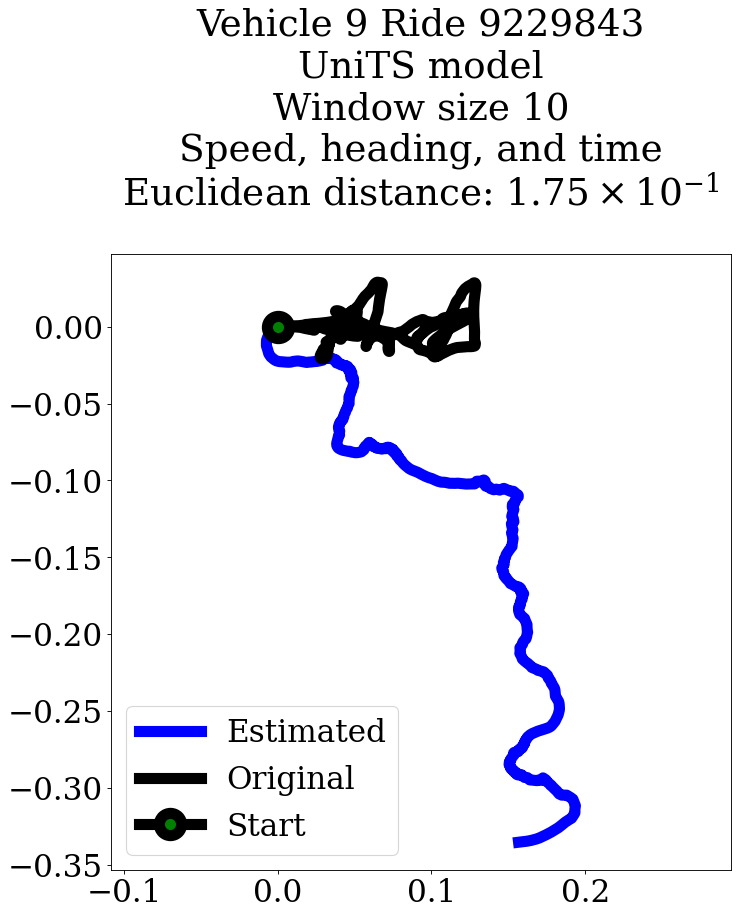 Vehicle 9 Ride 9229843
UniTS model
Window size 10
Speed, heading, and time
Euclidean distance: 1.75 × 10⁻¹
0.00
−0.05
−0.10
−0.15
−0.20
−0.25
−0.30
−0.35
Estimated
Original
Start
−0.1
0.0
0.1
0.2